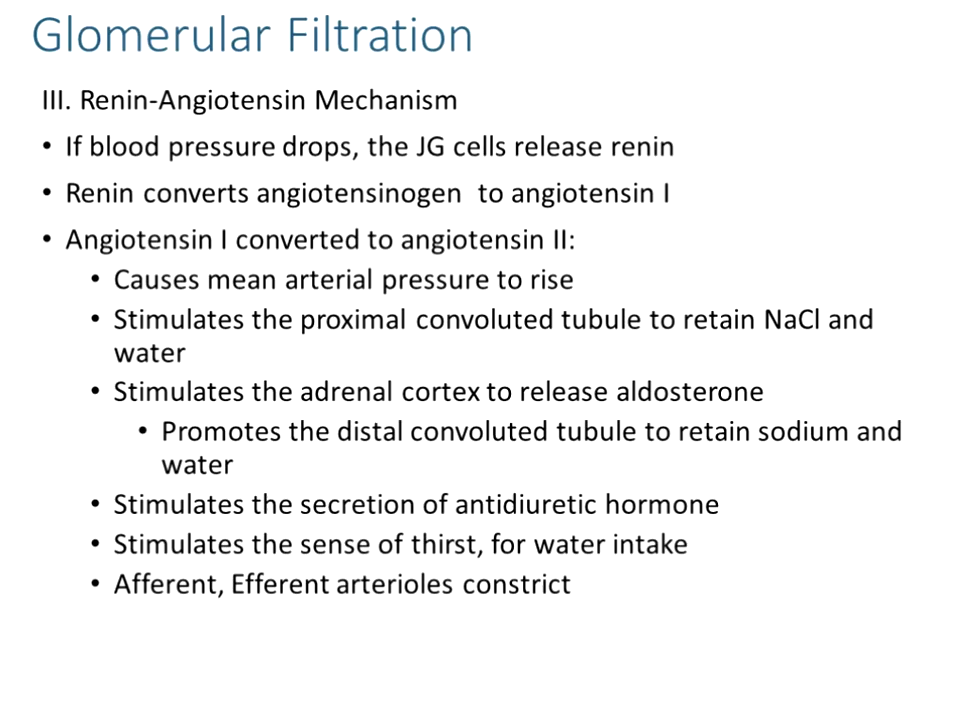 Glomerular Filtration
III. Renin-Angiotensin Mechanism
• If blood pressure drops, the JG cells release renin
• Renin converts angiotensinogen  to angiotensin I
• Angiotensin I converted to angiotensin II:
• Causes mean arterial pressure to rise
• Stimulates the proximal convoluted tubule to retain NaCl and
water
• Stimulates the adrenal cortex to release aldosterone
• Promotes the distal convoluted tubule to retain sodium and
water
• Stimulates the secretion of antidiuretic hormone
• Stimulates the sense of thirst, for water intake
• Afferent, Efferent arterioles constrict